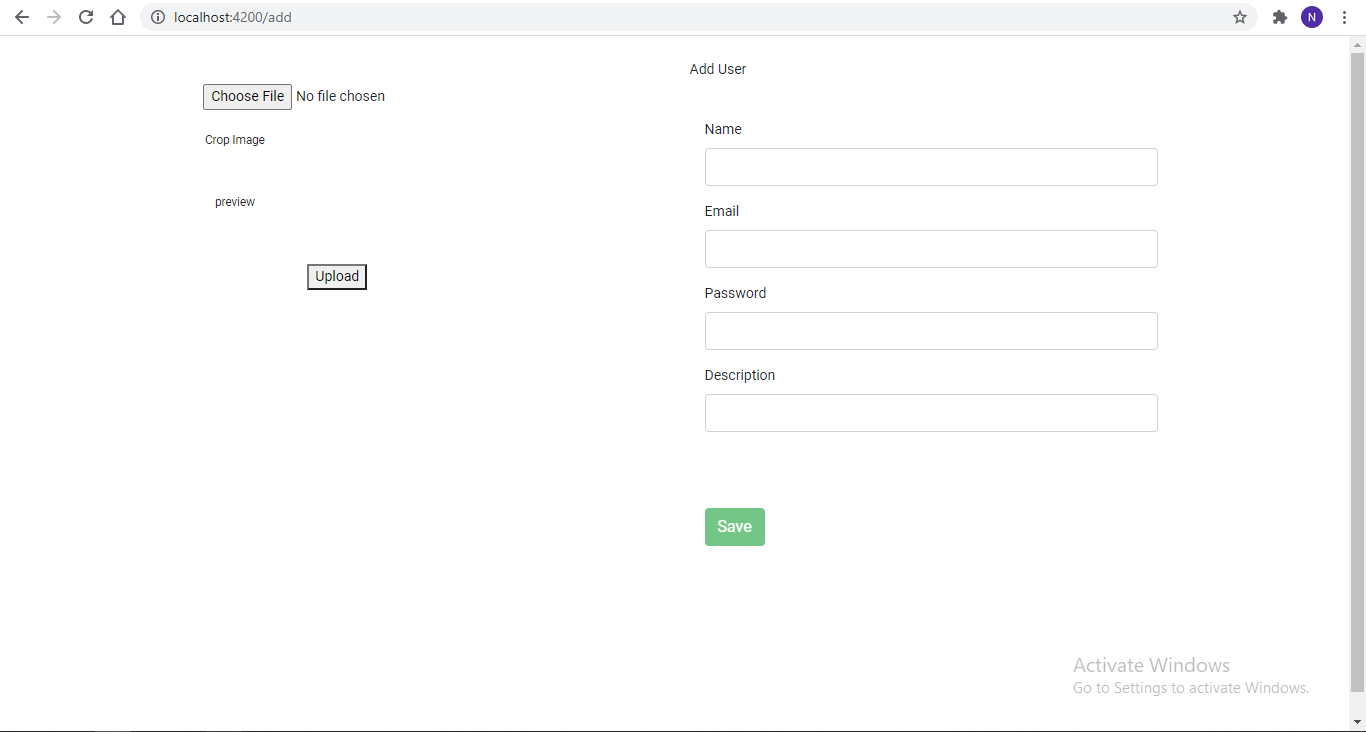 localhost:4200/add
N
Add User
Choose File No file chosen
Crop Image
preview
Upload
Name
Email
Password
Description
Save
Activate Windows
Go to Settings to activate Windows.